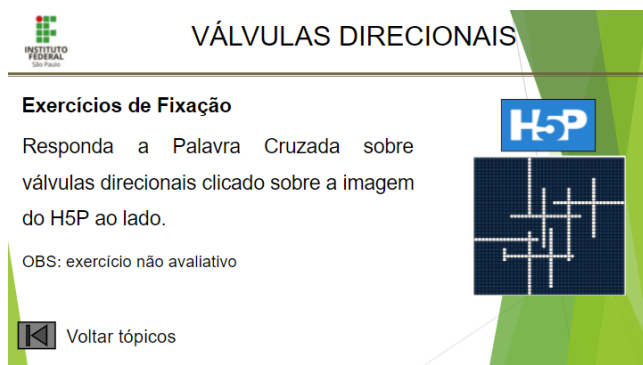 INSTITUTO
FEDERAL
São Paulo
VÁLVULAS DIRECIONAIS
Exercícios de Fixação
Responda a Palavra Cruzada sobre
válvulas direcionais clicado sobre a imagem
do H5P ao lado.
OBS: exercício não avaliativo
H5P
Voltar tópicos